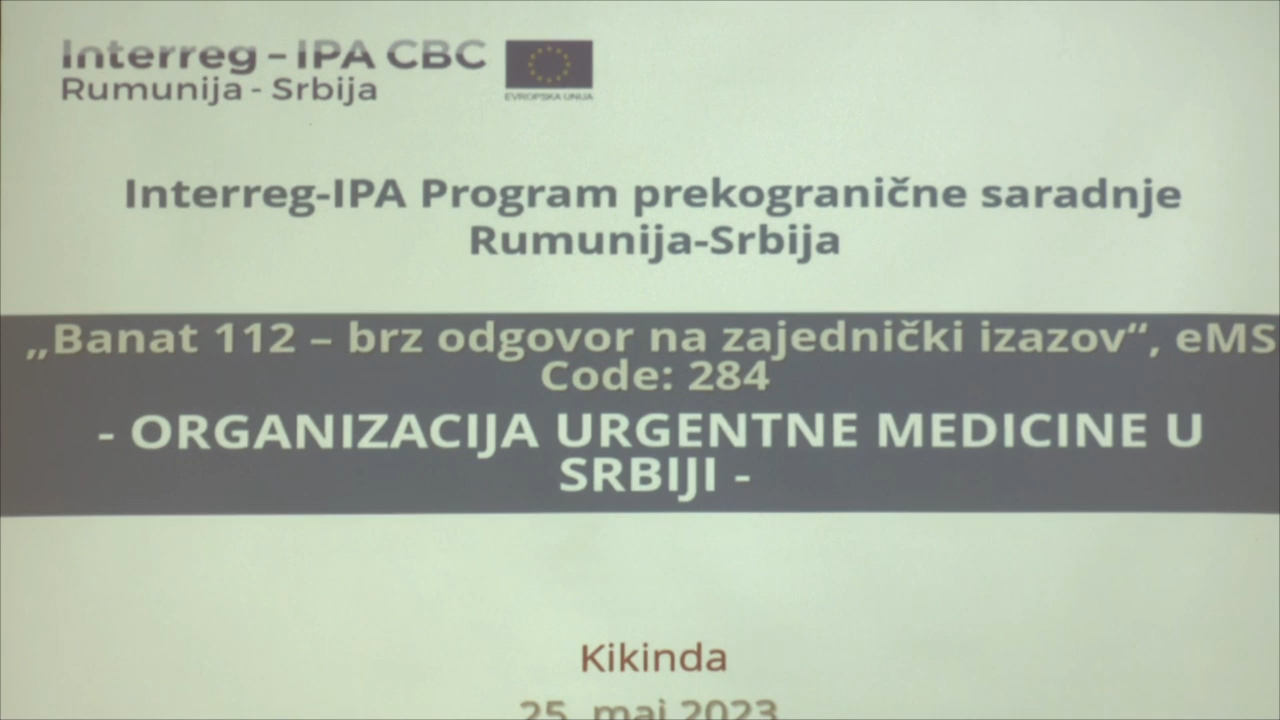 Interreg - IPA CBC
Rumunija - Srbija
EVROPSKA UNIJA
Interreg-IPA Program prekogranične saradnje
Rumunija-Srbija
„Banat 112 – brz odgovor na zajednički izazov“, eMS
Code: 284
- ORGANIZACIJA URGENTNE MEDICINE U
SRBIJI -
Kikinda
25. maj 2023